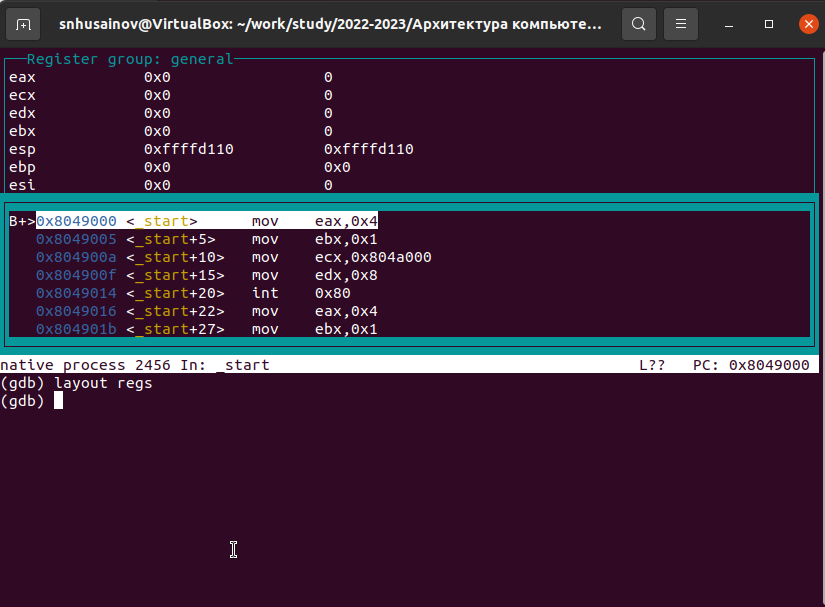 snhusainov@VirtualBox: ~/work/study/2022-2023/Архитектура компьюте...
Register group: general
eax 0x0 0
ecx 0x0 0
edx 0x0 0
ebx 0x0 0
esp 0xffffd110 0xffffd110
ebp 0x0 0x0
esi 0x0 0
B+>0x8049000 <_start> mov eax,0x4
0x8049005 <_start+5> mov ebx,0x1
0x804900a <_start+10> mov ecx,0x804a000
0x804900f <_start+15> mov edx,0x8
0x8049014 <_start+20> int 0x80
0x8049016 <_start+22> mov eax,0x4
0x804901b <_start+27> mov ebx,0x1
native process 2456 In: _start L?? PC: 0x8049000
(gdb) layout regs
(gdb)